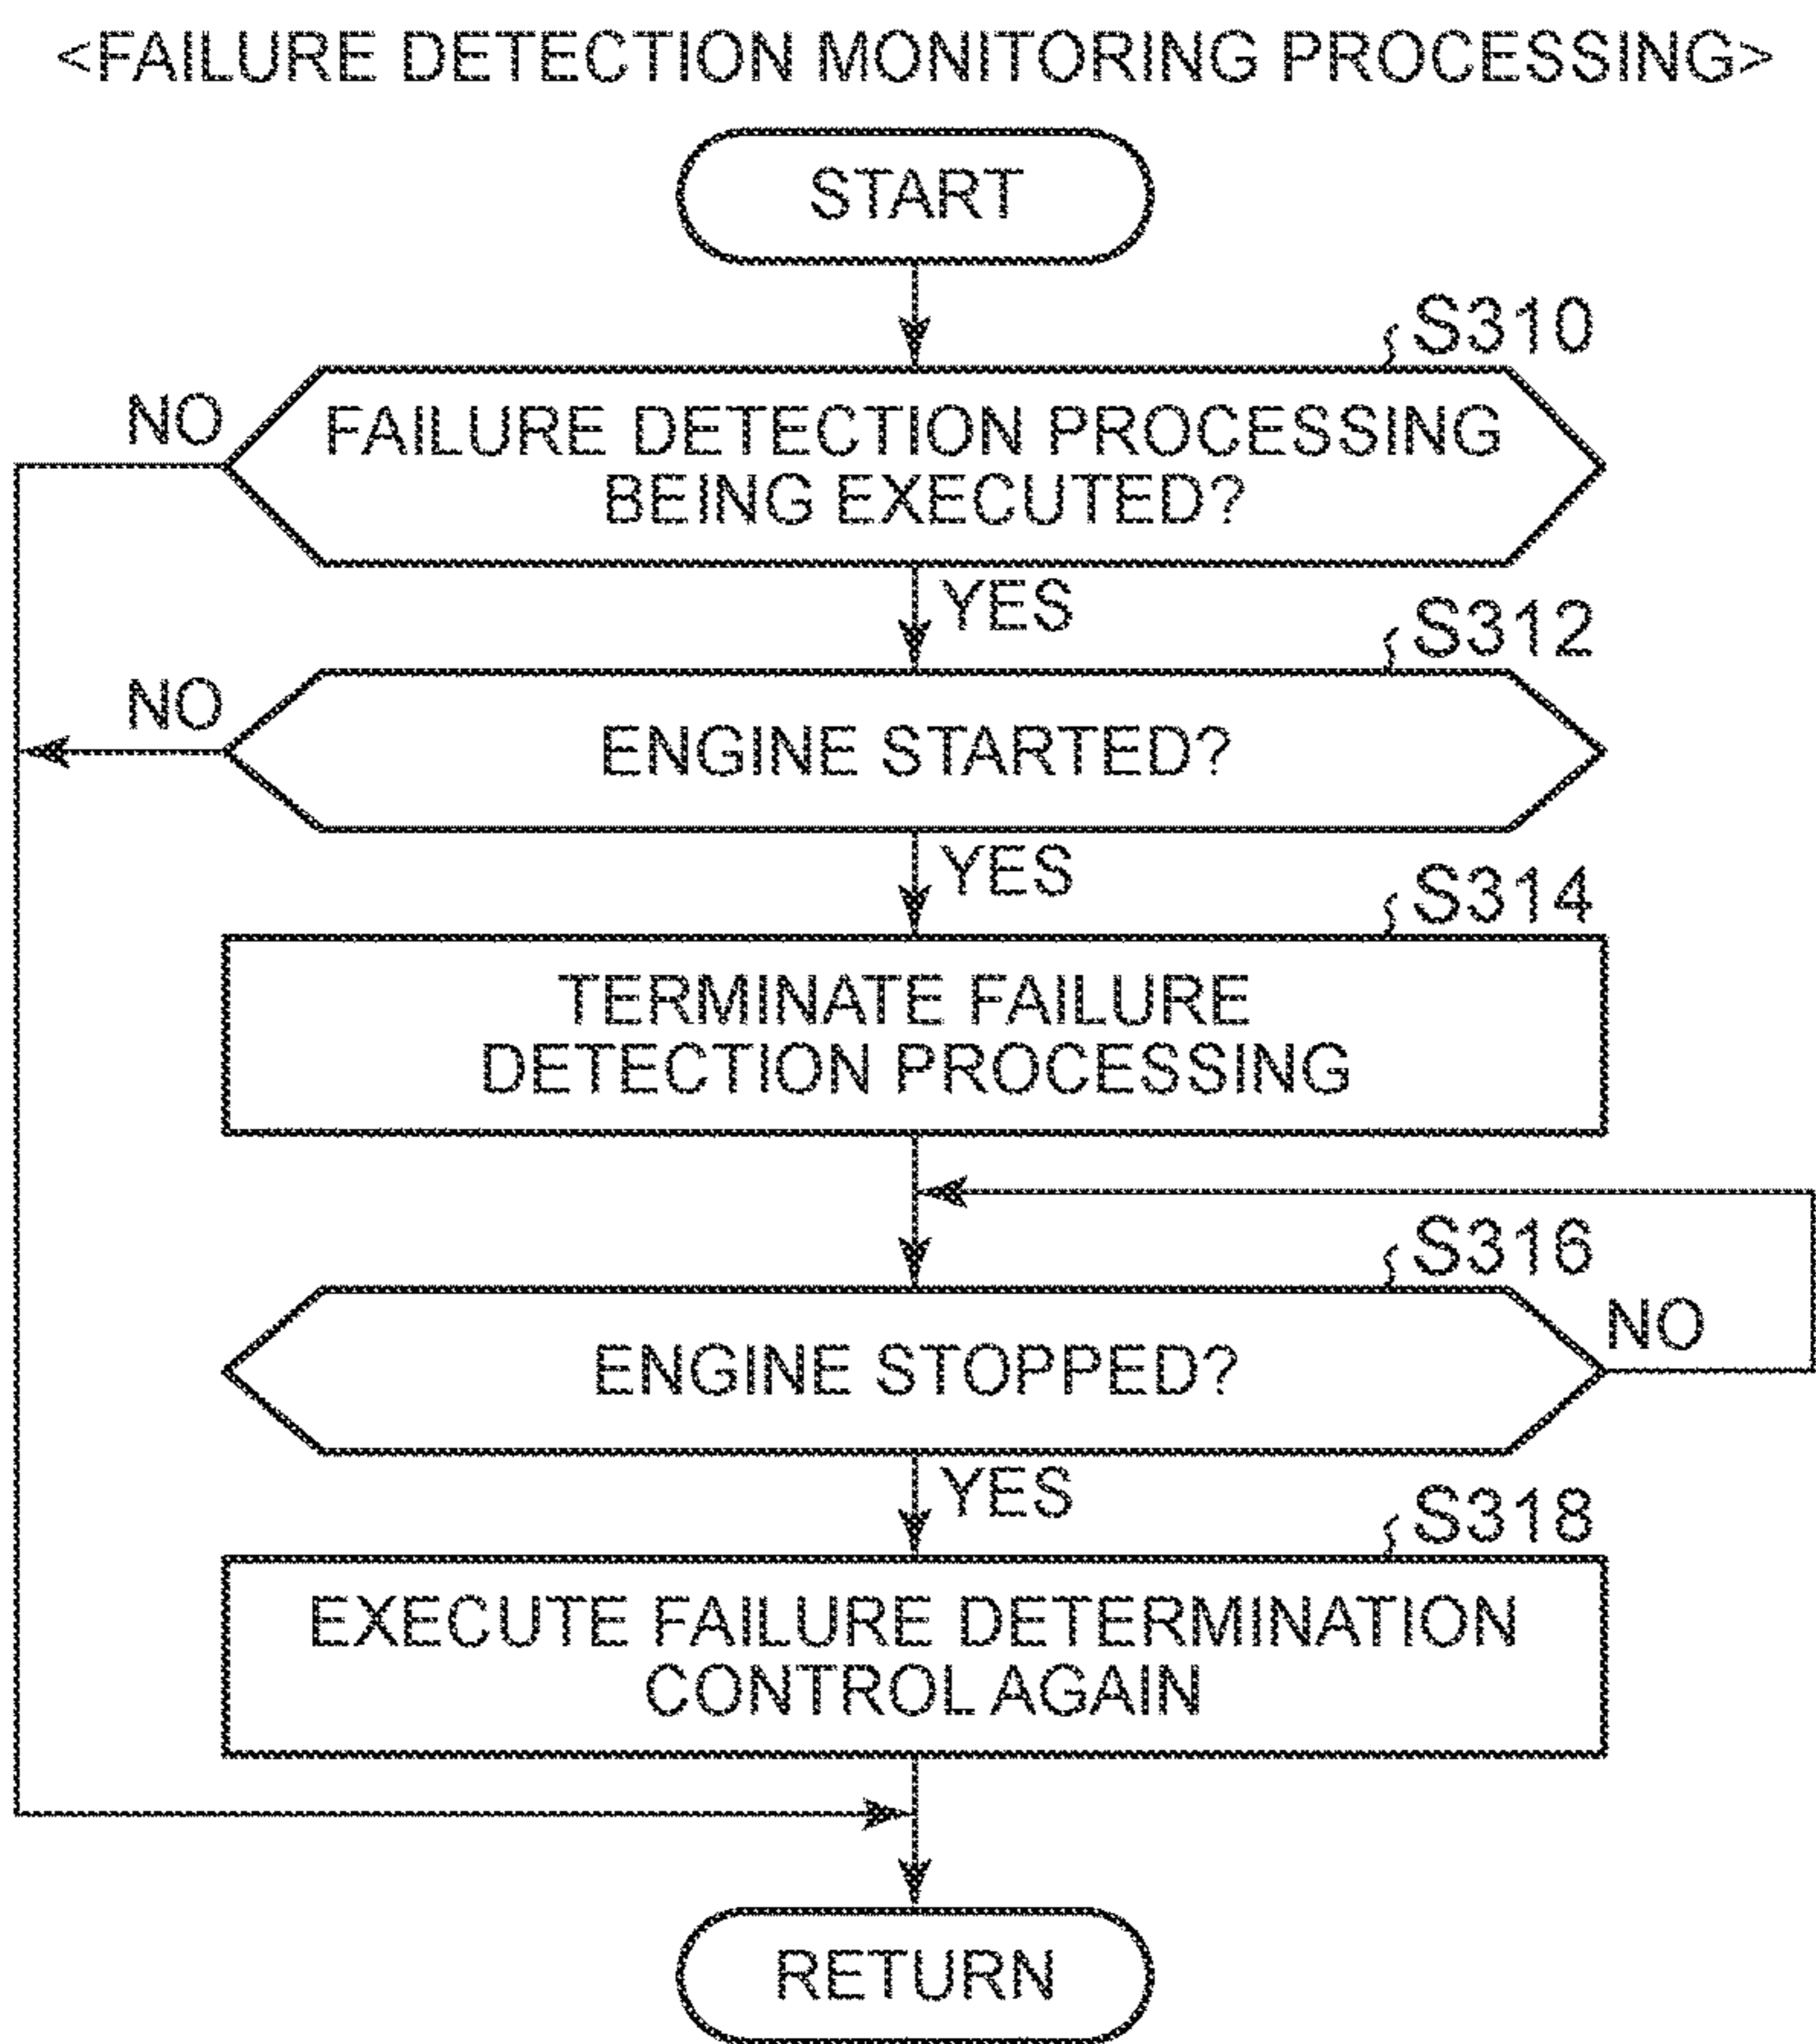 <FAILURE DETECTION MONITORING PROCESSING>
START
S310
NO
FAILURE DETECTION PROCESSING
BEING EXECUTED?
YES
S312
NO
ENGINE STARTED?
YES
S314
TERMINATE FAILURE
DETECTION PROCESSING
S316
NO
ENGINE STOPPED?
YES
S318
EXECUTE FAILURE DETERMINATION
CONTROL AGAIN
RETURN